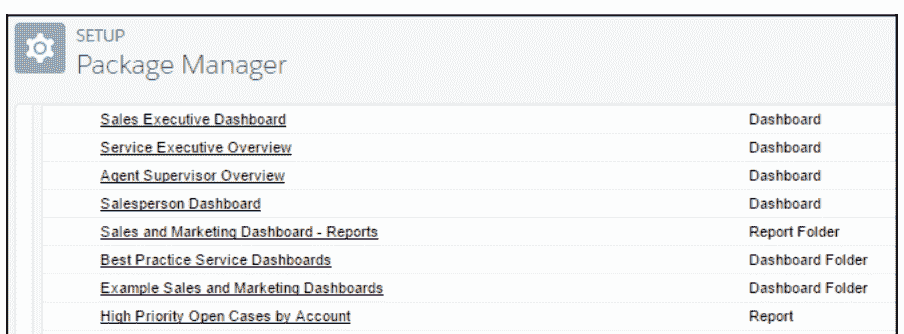 SETUP
Package Manager
Sales Executive Dashboard Dashboard
Service Executive Overview Dashboard
Agent Supervisor Overview Dashboard
Salesperson Dashboard Dashboard
Sales and Marketing Dashboard - Reports Report Folder
Best Practice Service Dashboards Dashboard Folder
Example Sales and Marketing Dashboards Dashboard Folder
High Priority Open Cases by Account Report